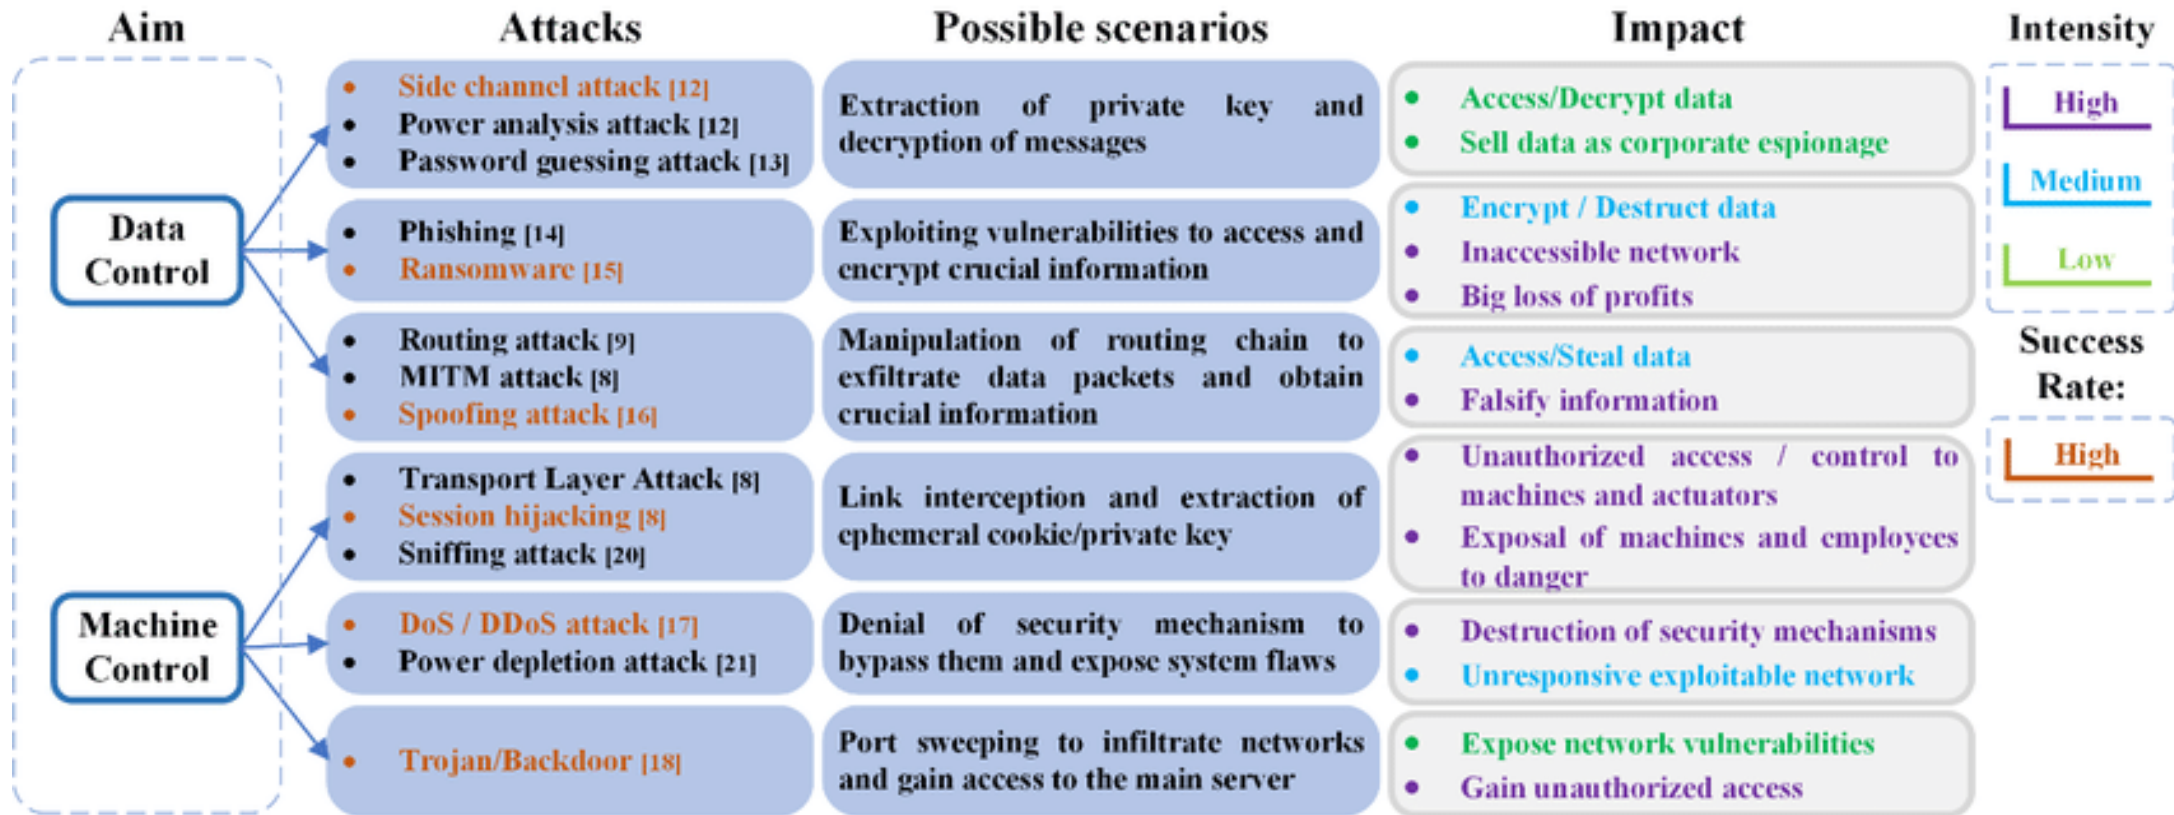 Aim
Attacks
Possible scenarios
Impact
Intensity
Data
Control
Machine
Control
• Side channel attack [12]
• Power analysis attack [12]
• Password guessing attack [13]
Extraction of private key and
decryption of messages
• Access/Decrypt data
• Sell data as corporate espionage
• Phishing [14]
• Ransomware [15]
Exploiting vulnerabilities to access and
encrypt crucial information
• Encrypt / Destruct data
• Inaccessible network
• Big loss of profits
• Routing attack [9]
• MITM attack [8]
• Spoofing attack [16]
Manipulation of routing chain to
exfiltrate data packets and obtain
crucial information
• Access/Steal data
• Falsify information
• Transport Layer Attack [8]
• Session hijacking [8]
• Sniffing attack [20]
Link interception and extraction of
ephemeral cookie/private key
• Unauthorized access / control to
machines and actuators
• Exposal of machines and employees
to danger
• DoS / DDoS attack [17]
• Power depletion attack [21]
Denial of security mechanism to
bypass them and expose system flaws
• Destruction of security mechanisms
• Unresponsive exploitable network
• Trojan/Backdoor [18]
Port sweeping to infiltrate networks
and gain access to the main server
• Expose network vulnerabilities
• Gain unauthorized access
High
Medium
Low
Success
Rate:
High